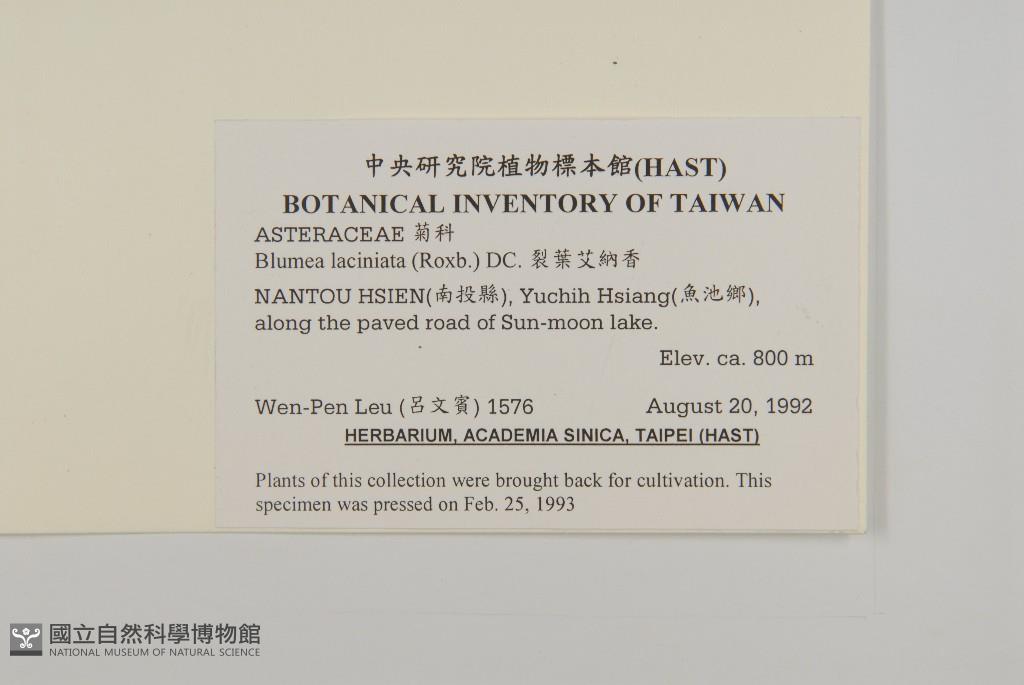 中央研究院植物標本館(HAST)
BOTANICAL INVENTORY OF TAIWAN
ASTERACEAE 菊科
Blumea laciniata (Roxb.) DC. 裂葉艾納香
NANTOU HSIEN(南投縣), Yuchih Hsiang(魚池鄉),
along the paved road of Sun-moon lake.
Elev. ca. 800 m
Wen-Pen Leu (呂文賓) 1576 August 20, 1992
HERBARIUM, ACADEMIA SINICA, TAIPEI (HAST)
Plants of this collection were brought back for cultivation. This
specimen was pressed on Feb. 25, 1993
國立自然科學博物館
NATIONAL MUSEUM OF NATURAL SCIENCE